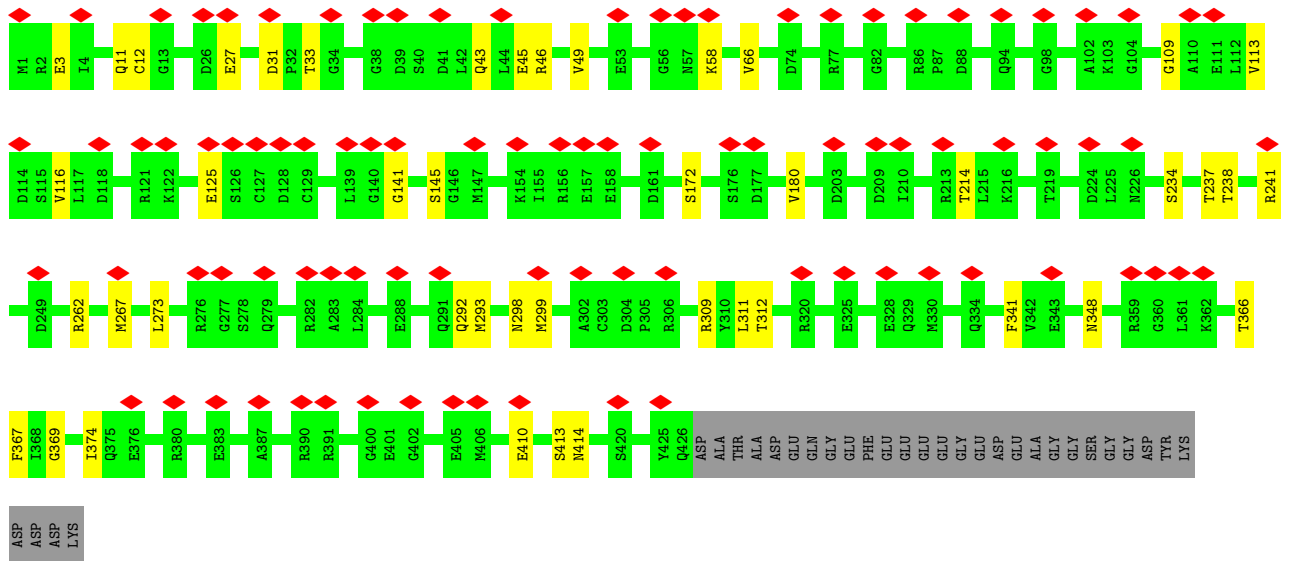 M1 R2 E3 I4 Q11 C12 G13 D26 E27 D31 P32 T33 G34 G38 D39 S40 D41 L42 Q43 L44 E45 R46 V49 E53 G56 N57 K58 V66 D74 R77 G82 R86 P87 D88 Q94 G98 A102 K103 G104 G109 A110 E111 L112 V113
D114 S115 V116 L117 D118 R121 K122 E125 S126 C127 D128 C129 L139 G140 G141 S145 G146 M147 K154 I155 R156 E157 E158 D161 S172 S176 D177 V180 D203 D209 I210 R213 T214 L215 K216 T219 D224 L225 N226 S234 T237 T238 R241
D249 R262 M267 L273 R276 G277 S278 Q279 R282 A283 L284 E288 Q291 Q292 M293 N298 M299 A302 C303 D304 P305 R306 R309 Y310 L311 T312 R320 E325 E328 Q329 M330 Q334 F341 V342 E343 N348 R359 G360 L361 K362 T366
F367 I368 G369 I374 Q375 E376 R380 E383 A387 R390 R391 G400 E401 G402 E405 M406 E410 S413 N414 S420 Y425 Q426 ASP ALA THR ALA ASP GLU GLN GLY GLU PHE GLU GLU GLU GLU GLY GLU ASP GLU ALA GLY GLY SER GLY GLY ASP TYR LYS
ASP ASP ASP LYS